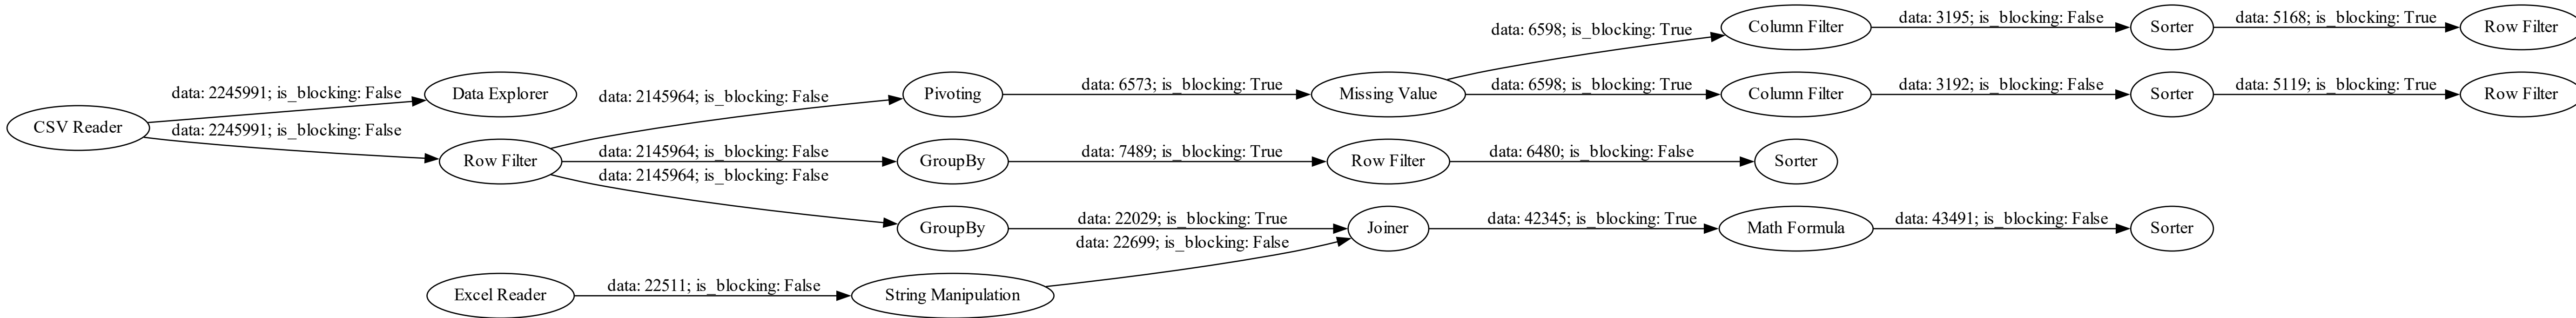 data: 6598; is_blocking: True
Column Filter
data: 3195; is_blocking: False
Sorter
data: 5168; is_blocking: True
Row Filter
CSV Reader
data: 2245991; is_blocking: False
Data Explorer
data: 2245991; is_blocking: False
Row Filter
data: 2145964; is_blocking: False
Pivoting
data: 6573; is_blocking: True
Missing Value
data: 6598; is_blocking: True
Column Filter
data: 3192; is_blocking: False
Sorter
data: 5119; is_blocking: True
Row Filter
data: 2145964; is_blocking: False
GroupBy
data: 7489; is_blocking: True
Row Filter
data: 6480; is_blocking: False
Sorter
data: 2145964; is_blocking: False
GroupBy
data: 22029; is_blocking: True
Joiner
data: 42345; is_blocking: True
Math Formula
data: 43491; is_blocking: False
Sorter
Excel Reader
data: 22511; is_blocking: False
String Manipulation
data: 22699; is_blocking: False